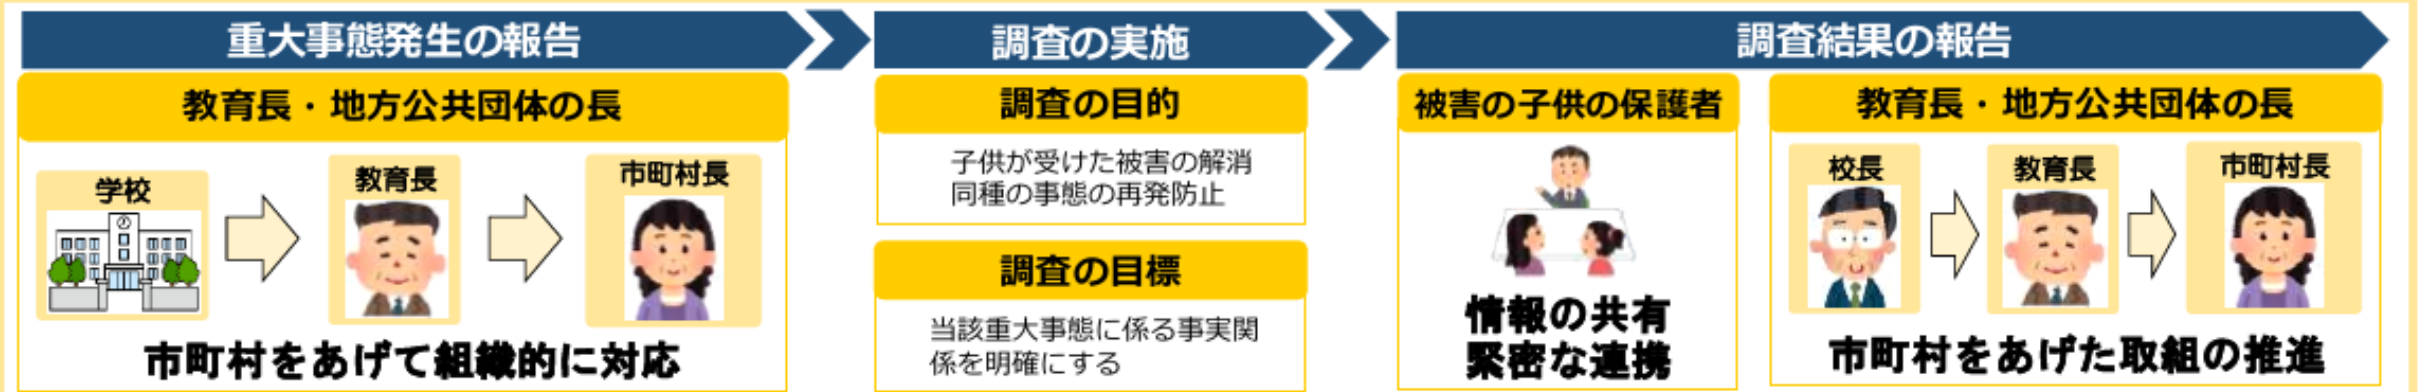 重大事態発生の報告
教育長・地方公共団体の長
学校
教育長
市町村長
市町村をあげて組織的に対応
調査の実施
調査の目的
子供が受けた被害の解消
同種の事態の再発防止
調査の目標
当該重大事態に係る事実関
係を明確にする
調査結果の報告
被害の子供の保護者
情報の共有
緊密な連携
教育長・地方公共団体の長
校長
教育長
市町村長
市町村をあげた取組の推進